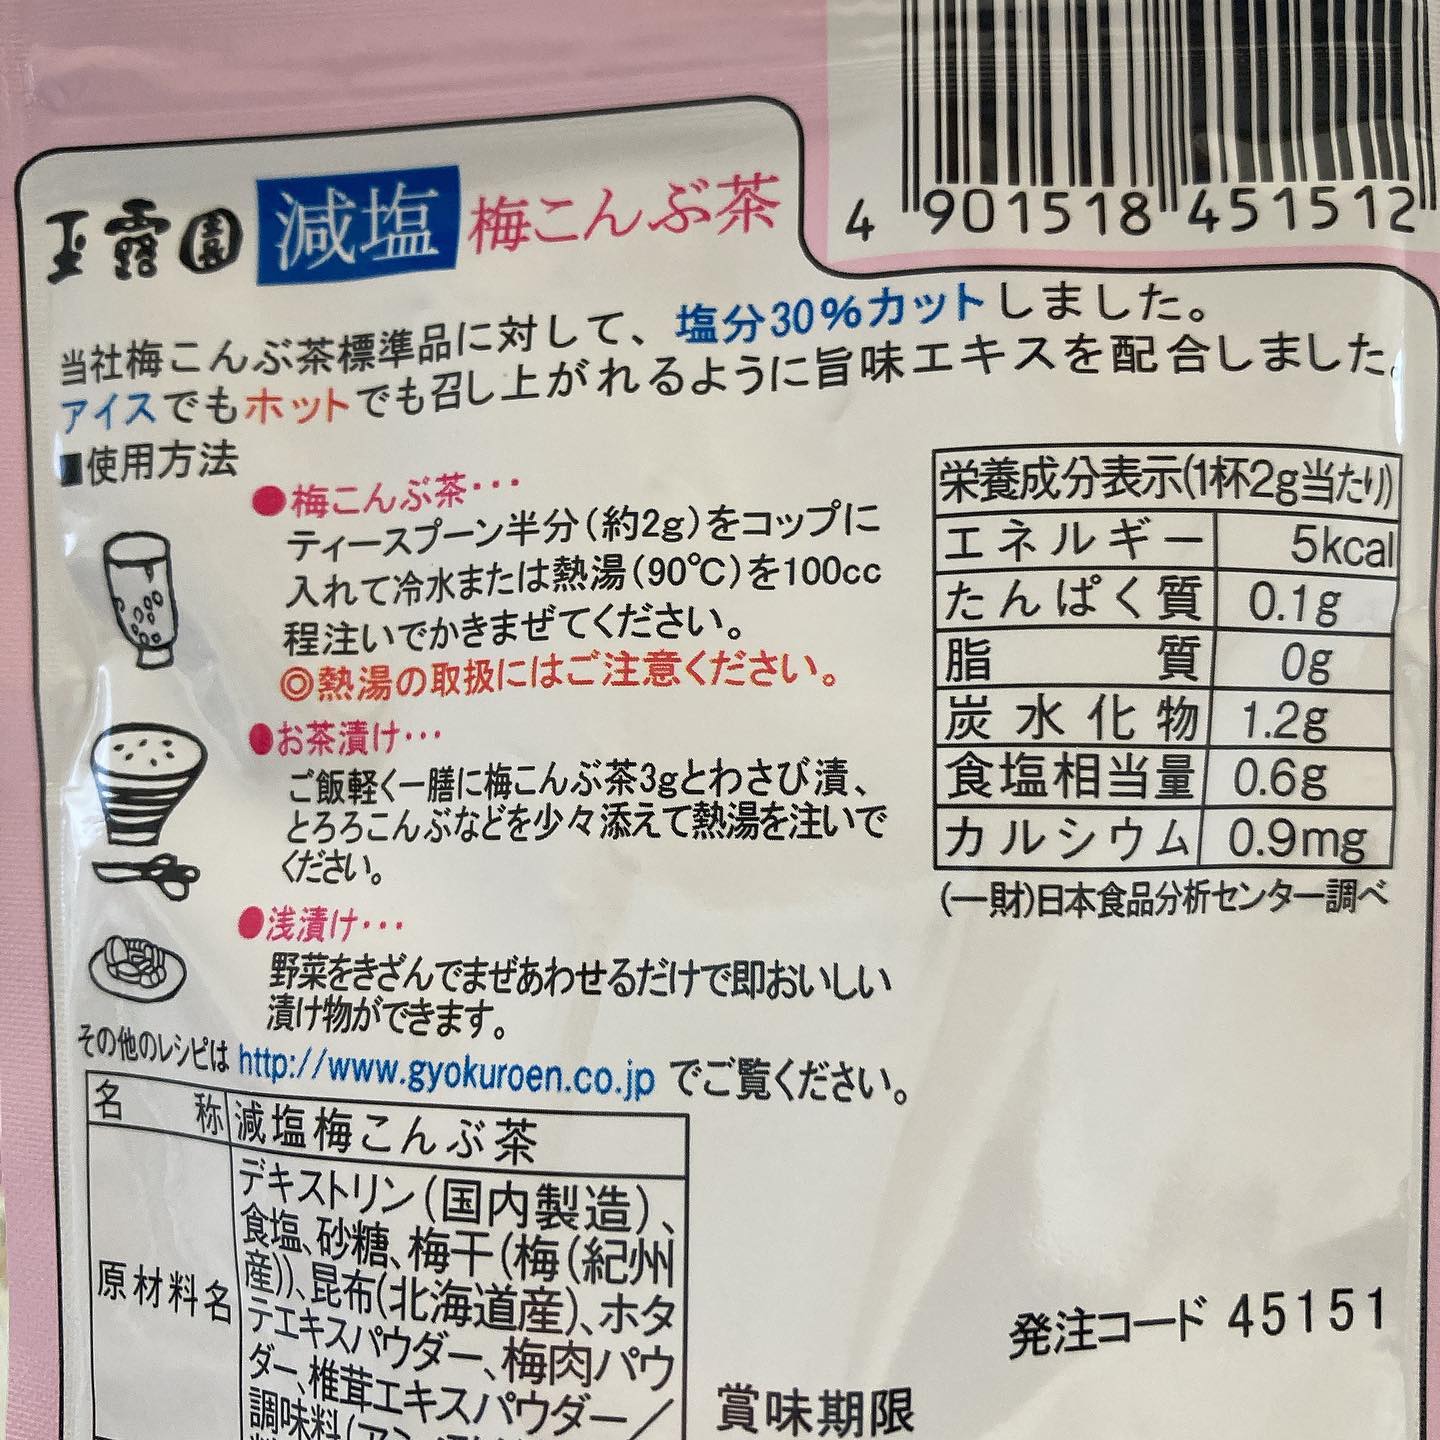 4 901518 451512
玉露園 減塩 梅こんぶ茶
当社梅こんぶ茶標準品に対して、塩分30%カットしました。
アイスでもホットでも召し上がれるように旨味エキスを配合しました。
■使用方法
●梅こんぶ茶･･･
ティースプーン半分(約2g)をコップに
入れて冷水または熱湯(90℃)を100cc
程注いでかきまぜてください。
◎熱湯の取扱にはご注意ください。
●お茶漬け･･･
ご飯軽く一膳に梅こんぶ茶3gとわさび漬、
とろろこんぶなどを少々添えて熱湯を注いで
ください。
●浅漬け･･･
野菜をきざんでまぜあわせるだけで即おいしい
漬け物ができます。
その他のレシピは http://www.gyokuroen.co.jp でご覧ください。
栄養成分表示(1杯2g当たり)
エネルギー 5kcal
たんぱく質 0.1g
脂質 0g
炭水化物 1.2g
食塩相当量 0.6g
カルシウム 0.9mg
(一財)日本食品分析センター調べ
名称 減塩梅こんぶ茶
原材料名 デキストリン(国内製造)、
食塩、砂糖、梅干(梅(紀州
産))、昆布(北海道産)、ホタ
テエキスパウダー、梅肉パウ
ダー、椎茸エキスパウダー／
調味料(アミ
発注コード 45151
賞味期限